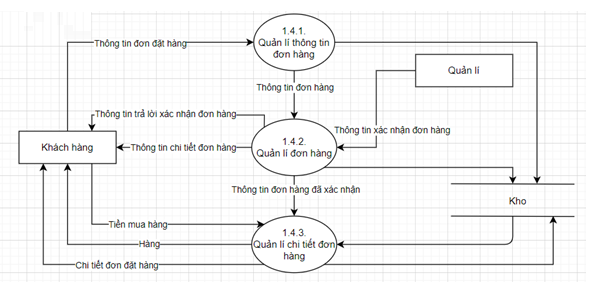 1.4.1.
Quản lí thông tin
đơn hàng
Thông tin đơn đặt hàng
Quản lí
Thông tin đơn hàng
Thông tin trả lời xác nhận đơn hàng
Thông tin xác nhận đơn hàng
Khách hàng
Thông tin chi tiết đơn hàng
1.4.2.
Quản lí đơn hàng
Thông tin đơn hàng đã xác nhận
Kho
Tiền mua hàng
1.4.3.
Quản lí chi tiết đơn
hàng
Hàng
Chi tiết đơn đặt hàng